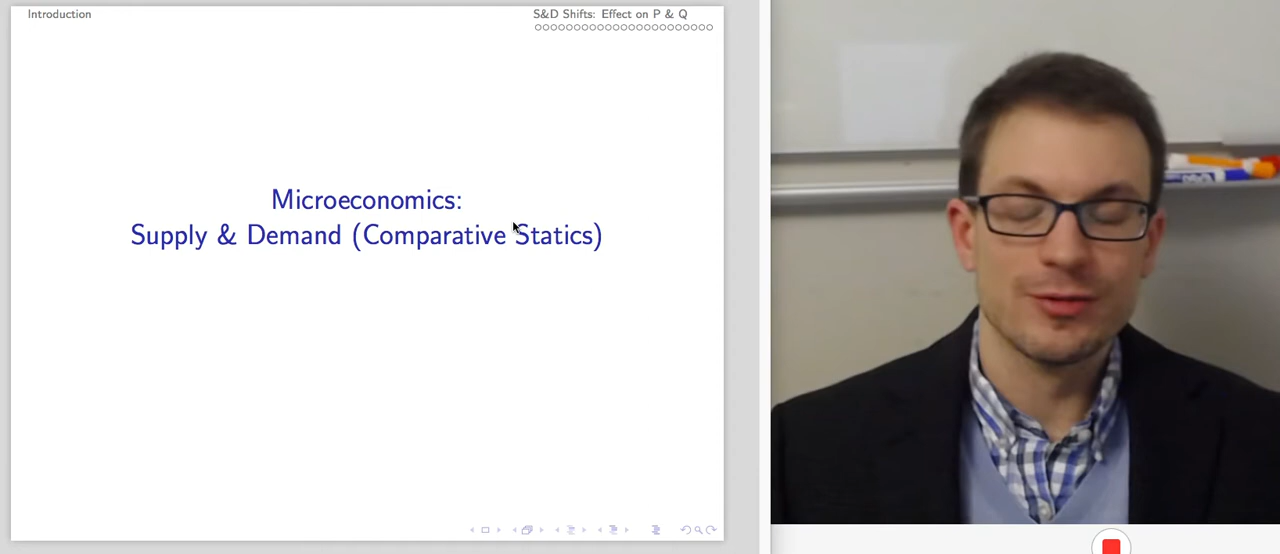 Introduction
S&D Shifts: Effect on P & Q
Microeconomics:
Supply & Demand (Comparative Statics)